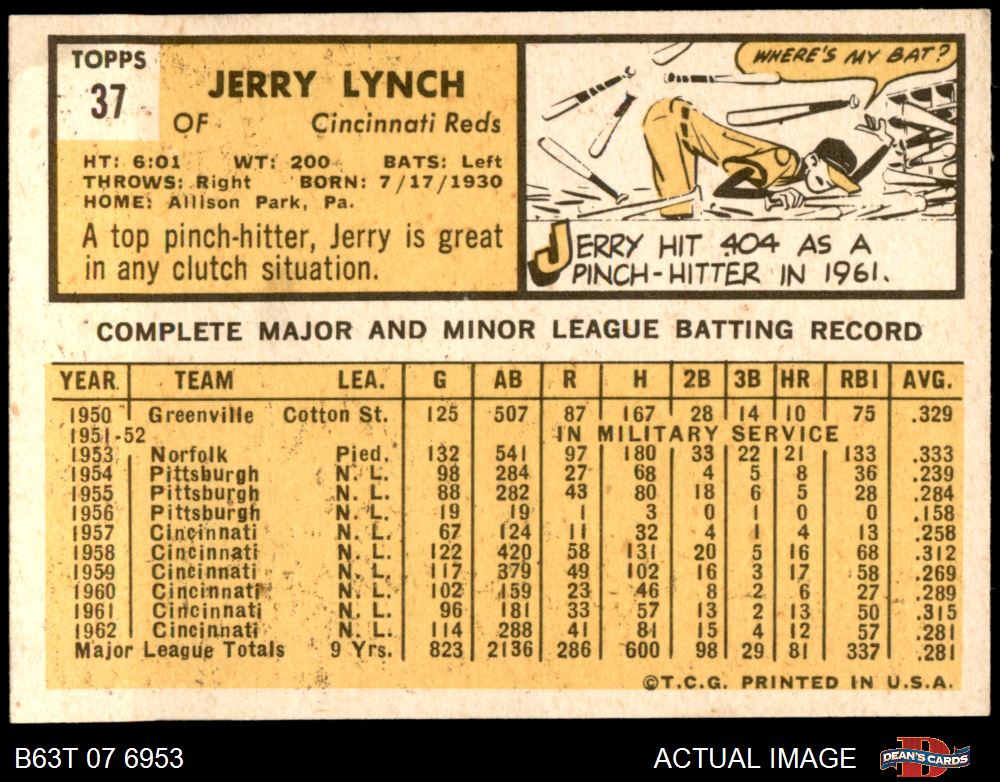 TOPPS
37
JERRY LYNCH
OF Cincinnati Reds
HT: 6:01 WT: 200 BATS: Left
THROWS: Right BORN: 7/17/1930
HOME: Allison Park, Pa.
A top pinch-hitter, Jerry is great
in any clutch situation.
WHERE'S MY BAT?
JERRY HIT .404 AS A
PINCH-HITTER IN 1961.
COMPLETE MAJOR AND MINOR LEAGUE BATTING RECORD
YEAR TEAM LEA. G AB R H 2B 3B HR RBI AVG.
1950 Greenville Cotton St. 125 507 87 167 28 14 10 75 .329
1951-52 IN MILITARY SERVICE
1953 Norfolk Pied. 132 541 97 180 33 22 21 133 .333
1954 Pittsburgh N. L. 98 284 27 68 4 5 8 36 .239
1955 Pittsburgh N. L. 88 282 43 80 18 6 5 28 .284
1956 Pittsburgh N. L. 19 19 1 3 0 1 0 0 .158
1957 Cincinnati N. L. 67 124 11 32 4 1 4 13 .258
1958 Cincinnati N. L. 122 420 58 131 20 5 16 68 .312
1959 Cincinnati N. L. 117 379 49 102 16 3 17 58 .269
1960 Cincinnati N. L. 102 159 23 46 8 2 6 27 .289
1961 Cincinnati N. L. 96 181 33 57 13 2 13 50 .315
1962 Cincinnati N. L. 114 288 41 81 15 4 12 57 .281
Major League Totals 9 Yrs. 823 2136 286 600 98 29 81 337 .281
©T.C.G. PRINTED IN U.S.A.
B63T 07 6953 ACTUAL IMAGE DEAN'S CARDS